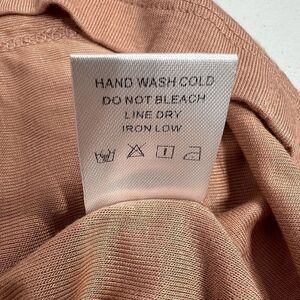 HAND WASH COLD
DO NOT BLEACH
LINE DRY
IRON LOW